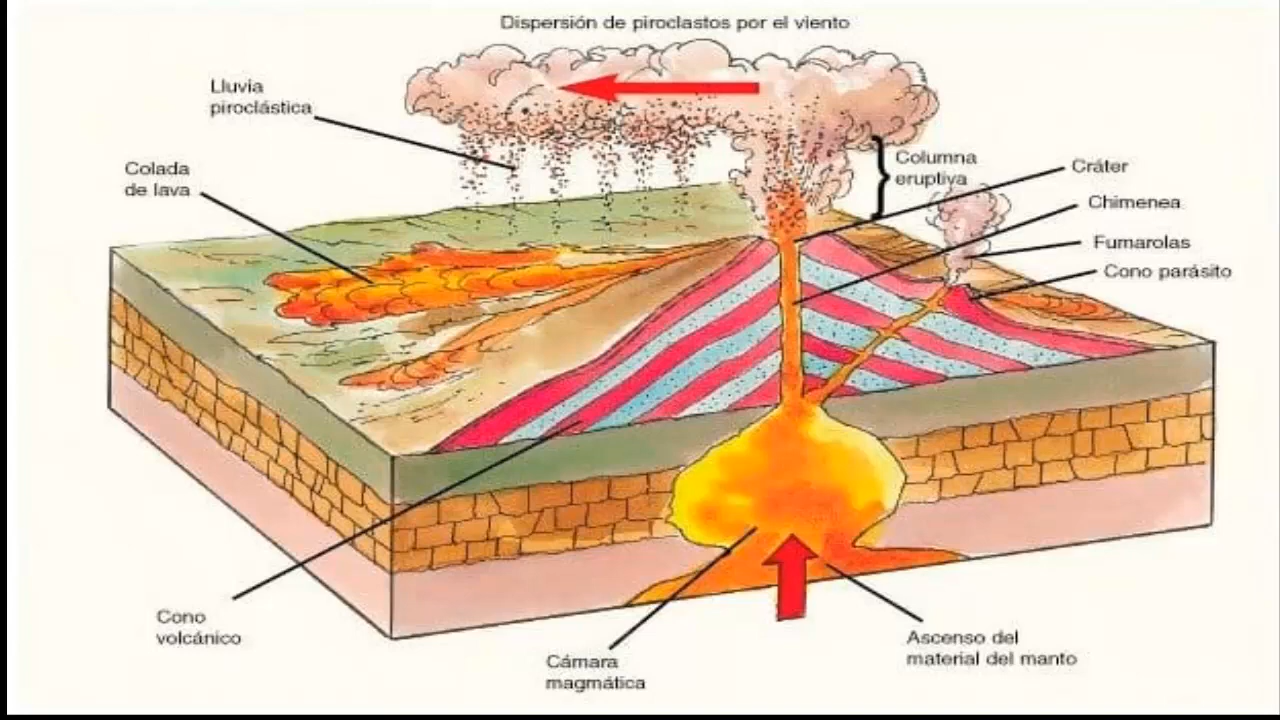 Dispersión de piroclastos por el viento
Lluvia
piroclástica
Colada
de lava
Columna
eruptiva
Cráter
Chimenea
Fumarolas
Cono parásito
Cono
volcánico
Cámara
magmática
Ascenso del
material del manto